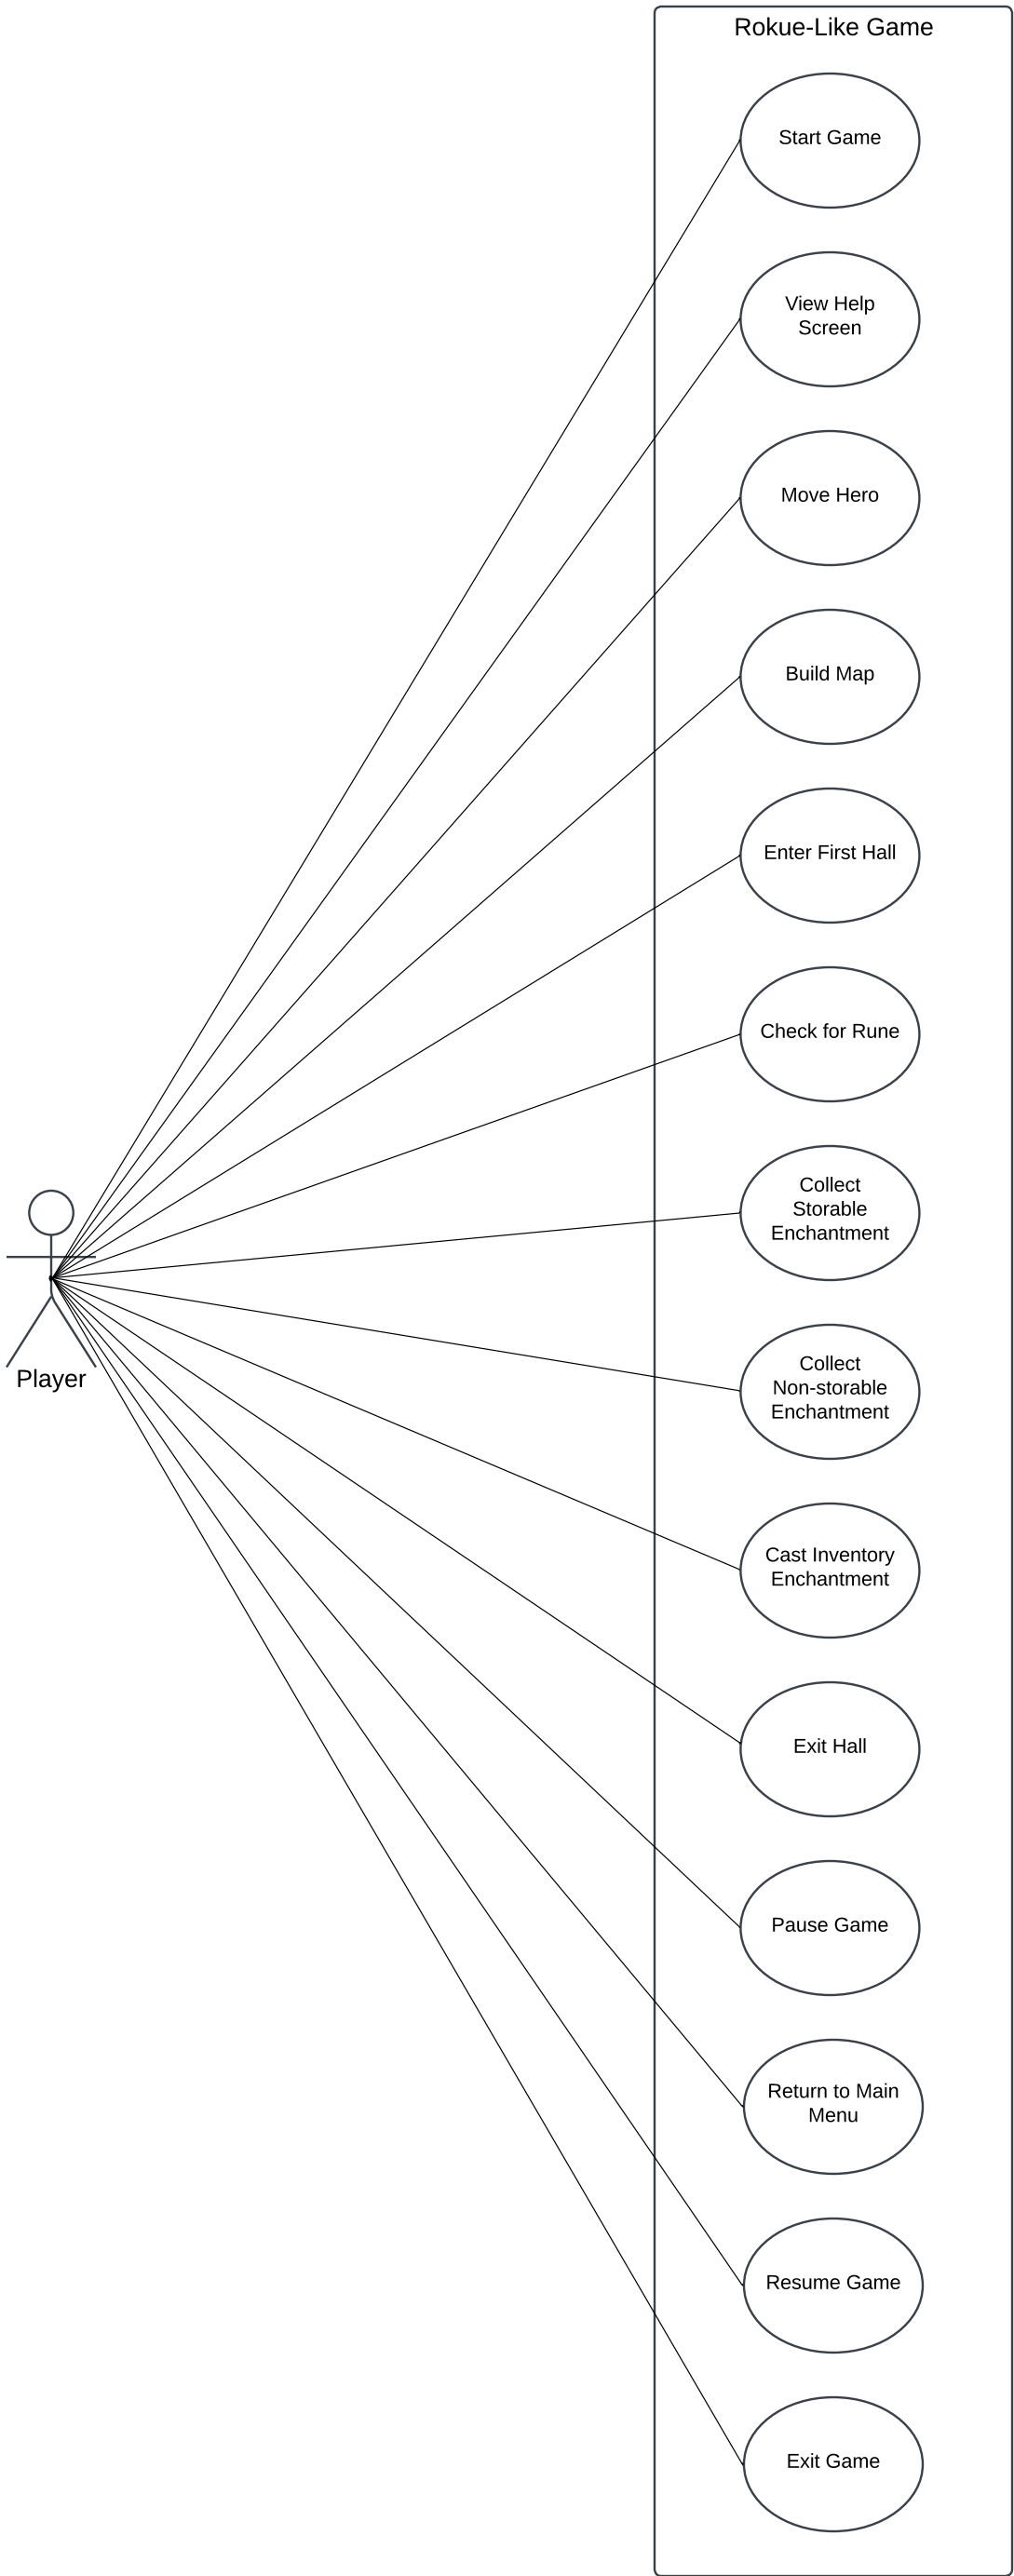 Rokue-Like Game
Start Game
View Help
Screen
Move Hero
Build Map
Enter First Hall
Check for Rune
Collect
Storable
Enchantment
Player
Collect
Non-storable
Enchantment
Cast Inventory
Enchantment
Exit Hall
Pause Game
Return to Main
Menu
Resume Game
Exit Game